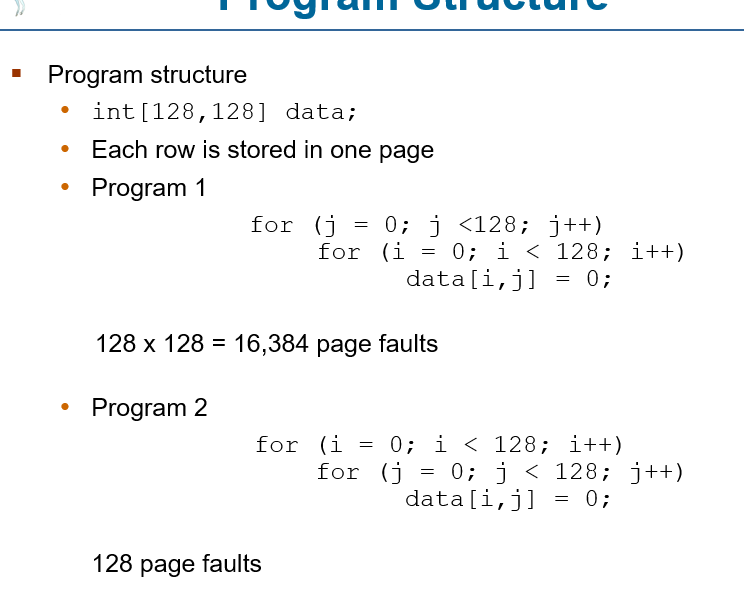 Program Structure
Program structure
int[128,128] data;
Each row is stored in one page
Program 1
for (j = 0; j <128; j++)
for (i = 0; i < 128; i++)
data[i,j] = 0;
128 x 128 = 16,384 page faults
Program 2
for (i = 0; i < 128; i++)
for (j = 0; j < 128; j++)
data[i,j] = 0;
128 page faults